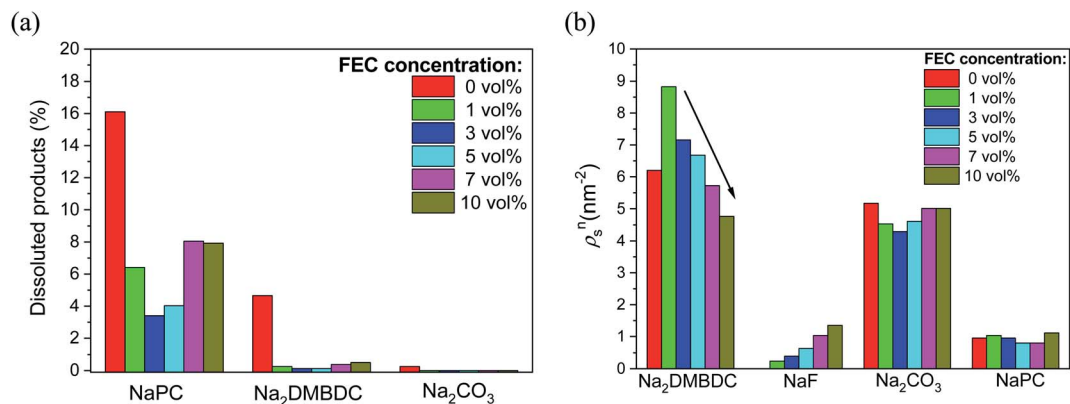 (a)
Dissoluted products (%)
20
18
16
14
12
10
8
6
4
2
0
FEC concentration:
0 vol%
1 vol%
3 vol%
5 vol%
7 vol%
10 vol%
NaPC
Na₂DMBDC
Na₂CO₃
(b)
ρₛⁿ(nm⁻²)
10
9
8
7
6
5
4
3
2
1
0
FEC concentration:
0 vol%
1 vol%
3 vol%
5 vol%
7 vol%
10 vol%
Na₂DMBDC
NaF
Na₂CO₃
NaPC